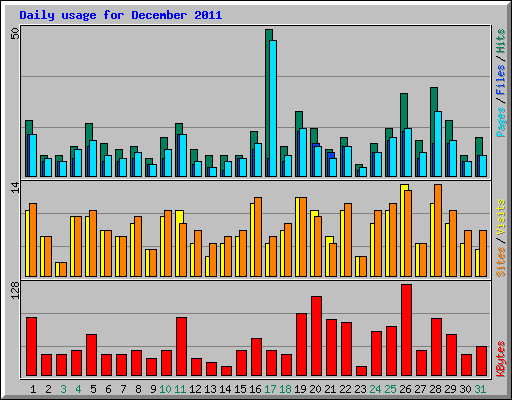 Daily usage for December 2011
50
14
128
Pages / Files / Hits
Sites / Visits
KBytes
1 2 3 4 5 6 7 8 9 10 11 12 13 14 15 16 17 18 19 20 21 22 23 24 25 26 27 28 29 30 31